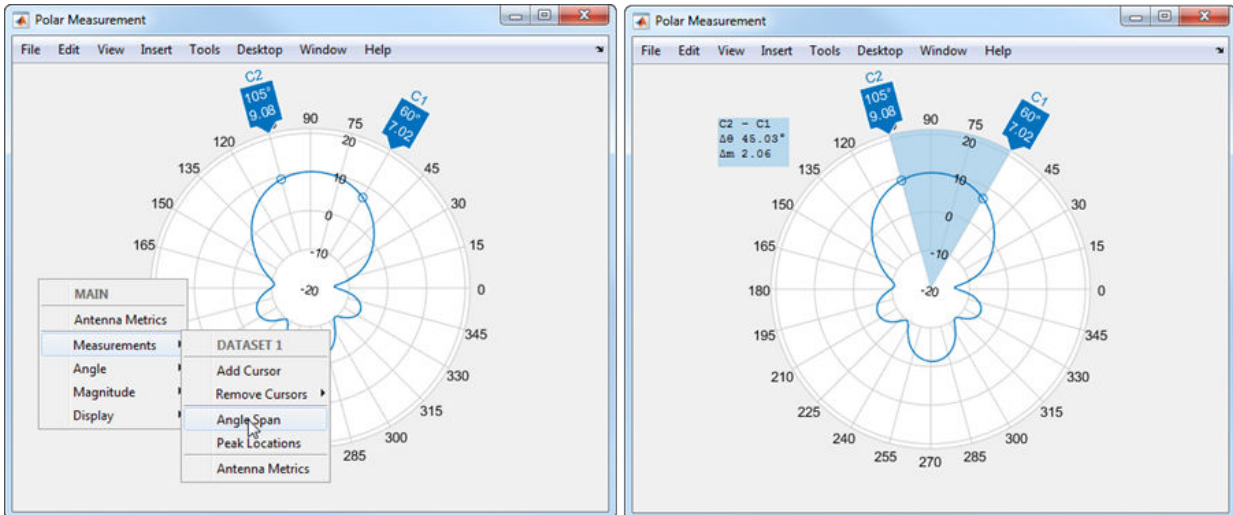 Polar Measurement
File Edit View Insert Tools Desktop Window Help
C2
105°
9.08
C1
60°
7.02
90
75
120
20
45
135
10
30
150
0
15
165
-10
-20
0
345
330
315
300
285
MAIN
Antenna Metrics
Measurements
Angle
Magnitude
Display
DATASET 1
Add Cursor
Remove Cursors
Angle Span
Peak Locations
Antenna Metrics
Polar Measurement
File Edit View Insert Tools Desktop Window Help
C2
105°
9.08
C1
60°
7.02
C2 - C1
Δθ 45.03°
Δm 2.06
90
75
120
20
45
135
10
30
150
0
15
165
-10
-20
0
180
345
195
330
210
315
225
300
240
285
255
270